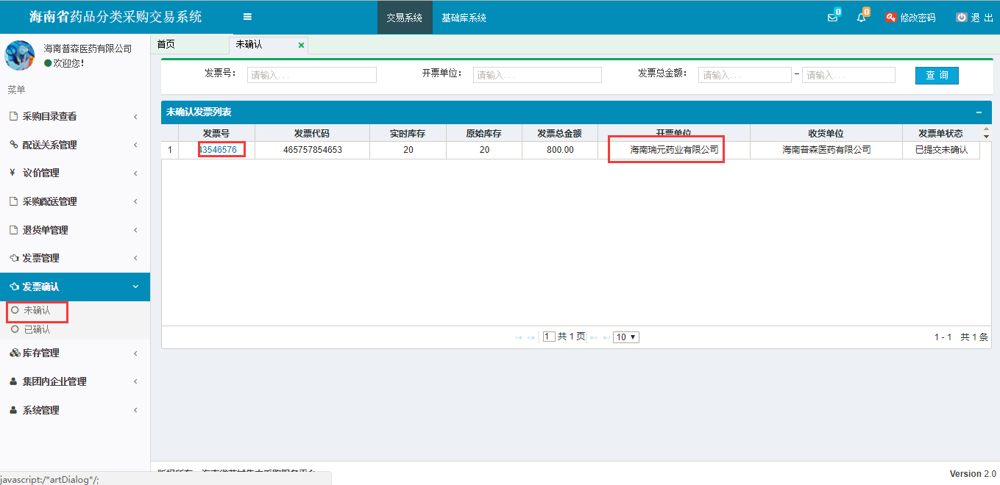 海南省药品分类采购交易系统
交易系统
基础库系统
0
0
修改密码
退 出
海南普森医药有限公司
欢迎您!
菜单
采购目录查看
配送关系管理
¥ 议价管理
采购配送管理
退货单管理
发票管理
发票确认
未确认
已确认
库存管理
集团内企业管理
系统管理
首页
未确认
发票号: 请输入...
开票单位: 请输入...
发票总金额: 请输入... - 请输入...
查 询
未确认发票列表
发票号 发票代码 实时库存 原始库存 发票总金额 开票单位 收货单位 发票单状态
1 43546576 465757854653 20 20 800.00 海南瑞元药业有限公司 海南普森医药有限公司 已提交未确认
1 共 1 页 10
1 - 1 共 1 条
Version 2.0
javascript:/*artDialog*/;